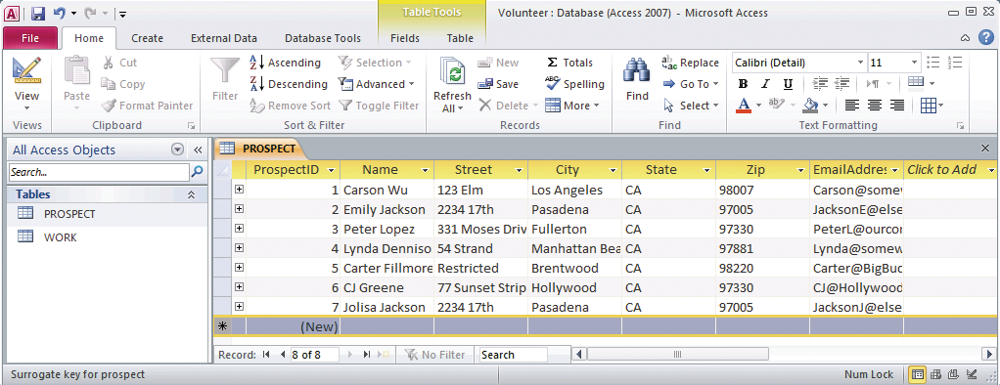 Table Tools
Volunteer : Database (Access 2007) - Microsoft Access
File Home Create External Data Database Tools Fields Table
View
Paste
Cut
Copy
Format Painter
Filter
Ascending
Descending
Remove Sort
Selection
Advanced
Toggle Filter
Refresh
All
New
Save
Delete
Totals
Spelling
More
Find
Replace
Go To
Select
Calibri (Detail) 11
B I U
Views Clipboard Sort & Filter Records Find Text Formatting
All Access Objects
Search...
Tables
PROSPECT
WORK
PROSPECT
ProspectID Name Street City State Zip EmailAddres Click to Add
1 Carson Wu 123 Elm Los Angeles CA 98007 Carson@somew
2 Emily Jackson 2234 17th Pasadena CA 97005 JacksonE@else
3 Peter Lopez 331 Moses Driv Fullerton CA 97330 PeterL@ourcon
4 Lynda Denniso 54 Strand Manhattan Bea CA 97881 Lynda@somew
5 Carter Fillmore Restricted Brentwood CA 98220 Carter@BigBuc
6 CJ Greene 77 Sunset Strip Hollywood CA 97330 CJ@Hollywood
7 Jolisa Jackson 2234 17th Pasadena CA 97005 JacksonJ@else
(New)
Record: 8 of 8 No Filter Search
Surrogate key for prospect Num Lock